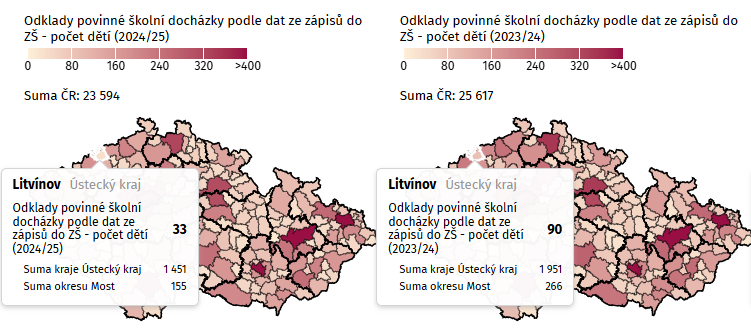 Odklady povinné školní docházky podle dat ze zápisů do
ZŠ - počet dětí (2024/25)
0 80 160 240 320 >400
Suma ČR: 23 594
Litvínov Ústecký kraj
Odklady povinné školní
docházky podle dat ze
zápisů do ZŠ - počet dětí 33
(2024/25)
Suma kraje Ústecký kraj 1 451
Suma okresu Most 155
Odklady povinné školní docházky podle dat ze zápisů do
ZŠ - počet dětí (2023/24)
0 80 160 240 320 >400
Suma ČR: 25 617
Litvínov Ústecký kraj
Odklady povinné školní
docházky podle dat ze
zápisů do ZŠ - počet dětí 90
(2023/24)
Suma kraje Ústecký kraj 1 951
Suma okresu Most 266